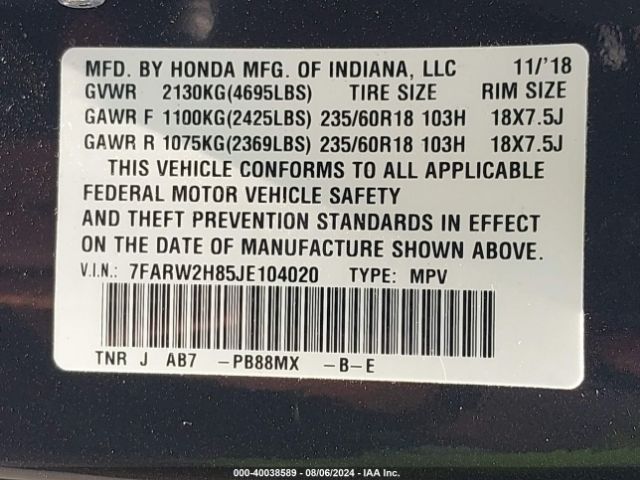 MFD. BY HONDA MFG. OF INDIANA, LLC 11/'18
GVWR 2130KG(4695LBS) TIRE SIZE RIM SIZE
GAWR F 1100KG(2425LBS) 235/60R18 103H 18X7.5J
GAWR R 1075KG(2369LBS) 235/60R18 103H 18X7.5J
THIS VEHICLE CONFORMS TO ALL APPLICABLE
FEDERAL MOTOR VEHICLE SAFETY
AND THEFT PREVENTION STANDARDS IN EFFECT
ON THE DATE OF MANUFACTURE SHOWN ABOVE.
V.I.N.: 7FARW2H85JE104020 TYPE: MPV
TNR J AB7 -PB88MX -B-E
000-40038589 - 08/06/2024 - IAA Inc.